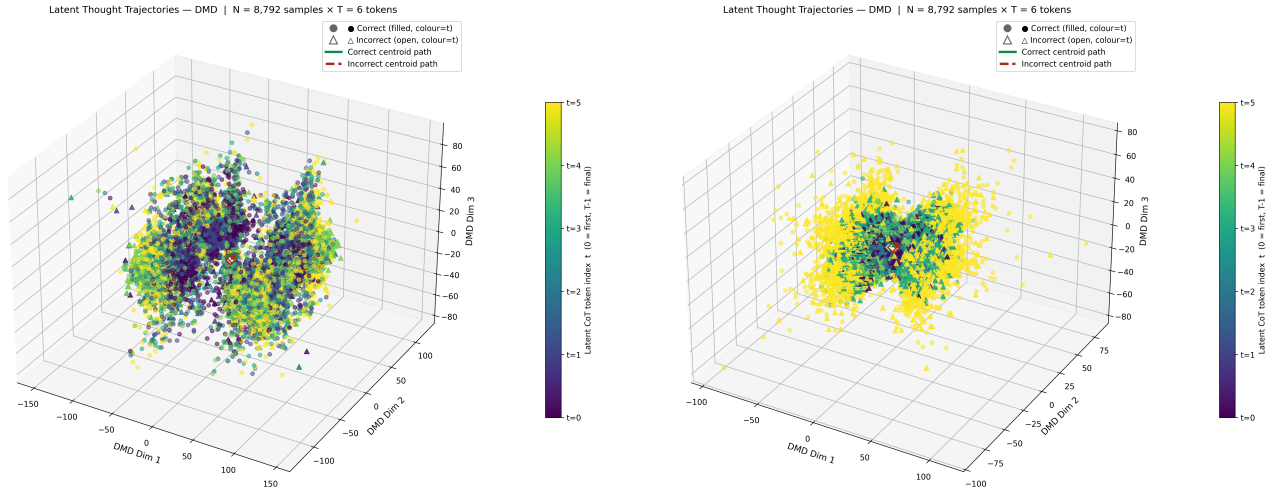 Latent Thought Trajectories — DMD | N = 8,792 samples × T = 6 tokens
● Correct (filled, colour=t)
△ Incorrect (open, colour=t)
Correct centroid path
Incorrect centroid path
80
60
40
20
0
−20
−40
−60
−80
DMD Dim 3
100
50
0
−50
−100
DMD Dim 2
−150
−100
−50
0
50
100
150
DMD Dim 1
t=5
t=4
t=3
t=2
t=1
t=0
Latent CoT token index t (0 = first, T-1 = final)
Latent Thought Trajectories — DMD | N = 8,792 samples × T = 6 tokens
● Correct (filled, colour=t)
△ Incorrect (open, colour=t)
Correct centroid path
Incorrect centroid path
80
60
40
20
0
−20
−40
−60
−80
DMD Dim 3
75
50
25
0
−25
−50
−75
−100
DMD Dim 2
−100
−50
0
50
100
DMD Dim 1
t=5
t=4
t=3
t=2
t=1
t=0
Latent CoT token index t (0 = first, T-1 = final)